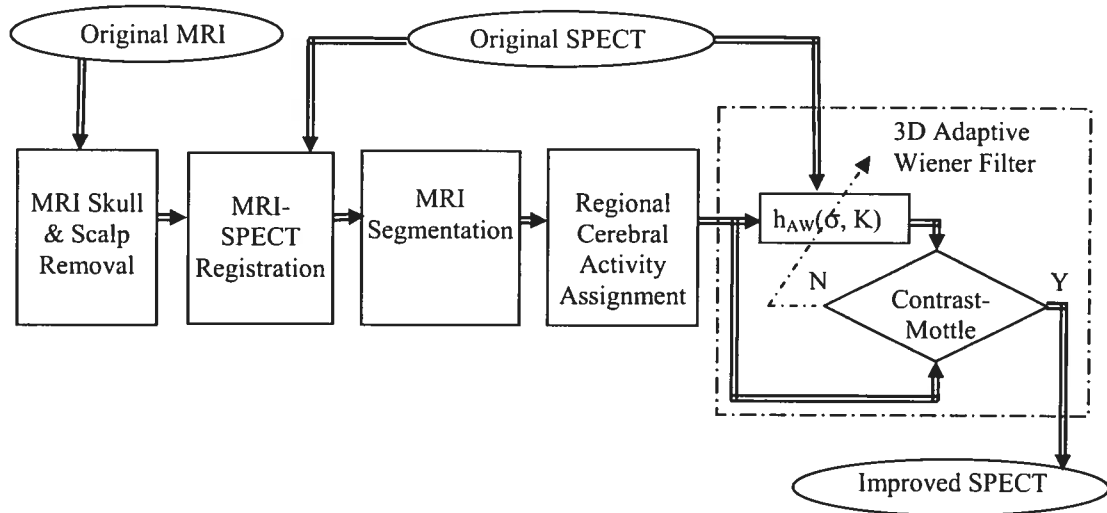 Original MRI
Original SPECT
3D Adaptive
Wiener Filter
MRI Skull
& Scalp
Removal
MRI-
SPECT
Registration
MRI
Segmentation
Regional
Cerebral
Activity
Assignment
h_AW(σ, K)
N
Y
Contrast-
Mottle
Improved SPECT